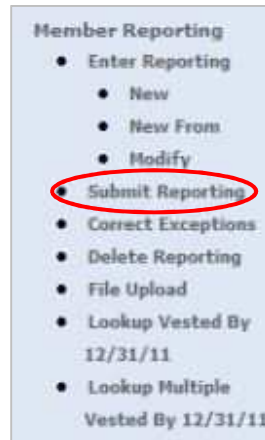 Member Reporting
Enter Reporting
New
New From
Modify
Submit Reporting
Correct Exceptions
Delete Reporting
File Upload
Lookup Vested By
12/31/11
Lookup Multiple
Vested By 12/31/11